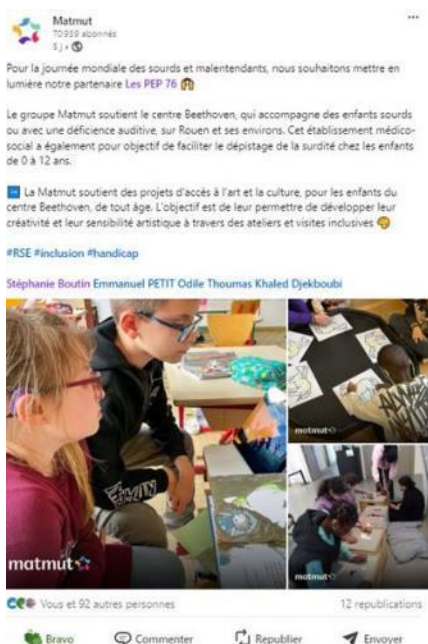 Matmut
70 959 abonnés
5 j •
Pour la journée mondiale des sourds et malentendants, nous souhaitons mettre en
lumière notre partenaire Les PEP 76
Le groupe Matmut soutient le centre Beethoven, qui accompagne des enfants sourds
ou avec une déficience auditive, sur Rouen et ses environs. Cet établissement médico-
social a également pour objectif de faciliter le dépistage de la surdité chez les enfants
de 0 à 12 ans.
La Matmut soutient des projets d'accès à l'art et la culture, pour les enfants du
centre Beethoven, de tout âge. L'objectif est de leur permettre de développer leur
créativité et leur sensibilité artistique à travers des ateliers et visites inclusives
#RSE #inclusion #handicap
Stéphanie Boutin Emmanuel PETIT Odile Thoumas Khaled Djekboubi
matmut
matmut
matmut
Vous et 92 autres personnes
12 republications
Bravo
Commenter
Republier
Envoyer